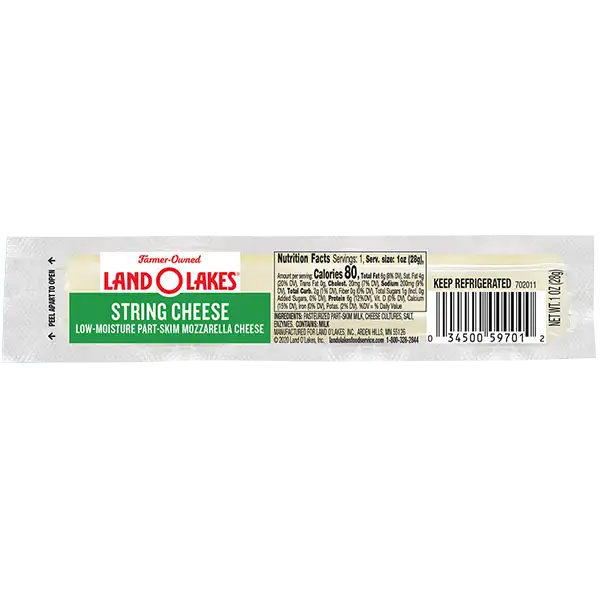 PEEL APART TO OPEN
Farmer-Owned
LAND O LAKES®
STRING CHEESE
LOW-MOISTURE PART-SKIM MOZZARELLA CHEESE
Nutrition Facts Servings: 1, Serv. size: 1oz (28g),
Amount per serving: Calories 80, Total Fat 6g (8% DV), Sat. Fat 4g
(20% DV), Trans Fat 0g, Cholest. 20mg (7% DV), Sodium 200mg (9%
DV), Total Carb. 2g (1% DV), Fiber 0g (0% DV), Total Sugars 1g (Incl. 0g
Added Sugars, 0% DV), Protein 6g (12% DV), Vit. D (0% DV), Calcium
(15% DV), Iron (0% DV), Potas. (2% DV). %DV = % Daily Value
INGREDIENTS: PASTEURIZED PART-SKIM MILK, CHEESE CULTURES, SALT,
ENZYMES. CONTAINS: MILK
MANUFACTURED FOR LAND O'LAKES, INC., ARDEN HILLS, MN 55126
© 2020 Land O'Lakes, Inc. landolakesfoodservice.com 1-800-328-2844
KEEP REFRIGERATED 702011
0 34500 59701 2
NET WT. 1 OZ (28g)